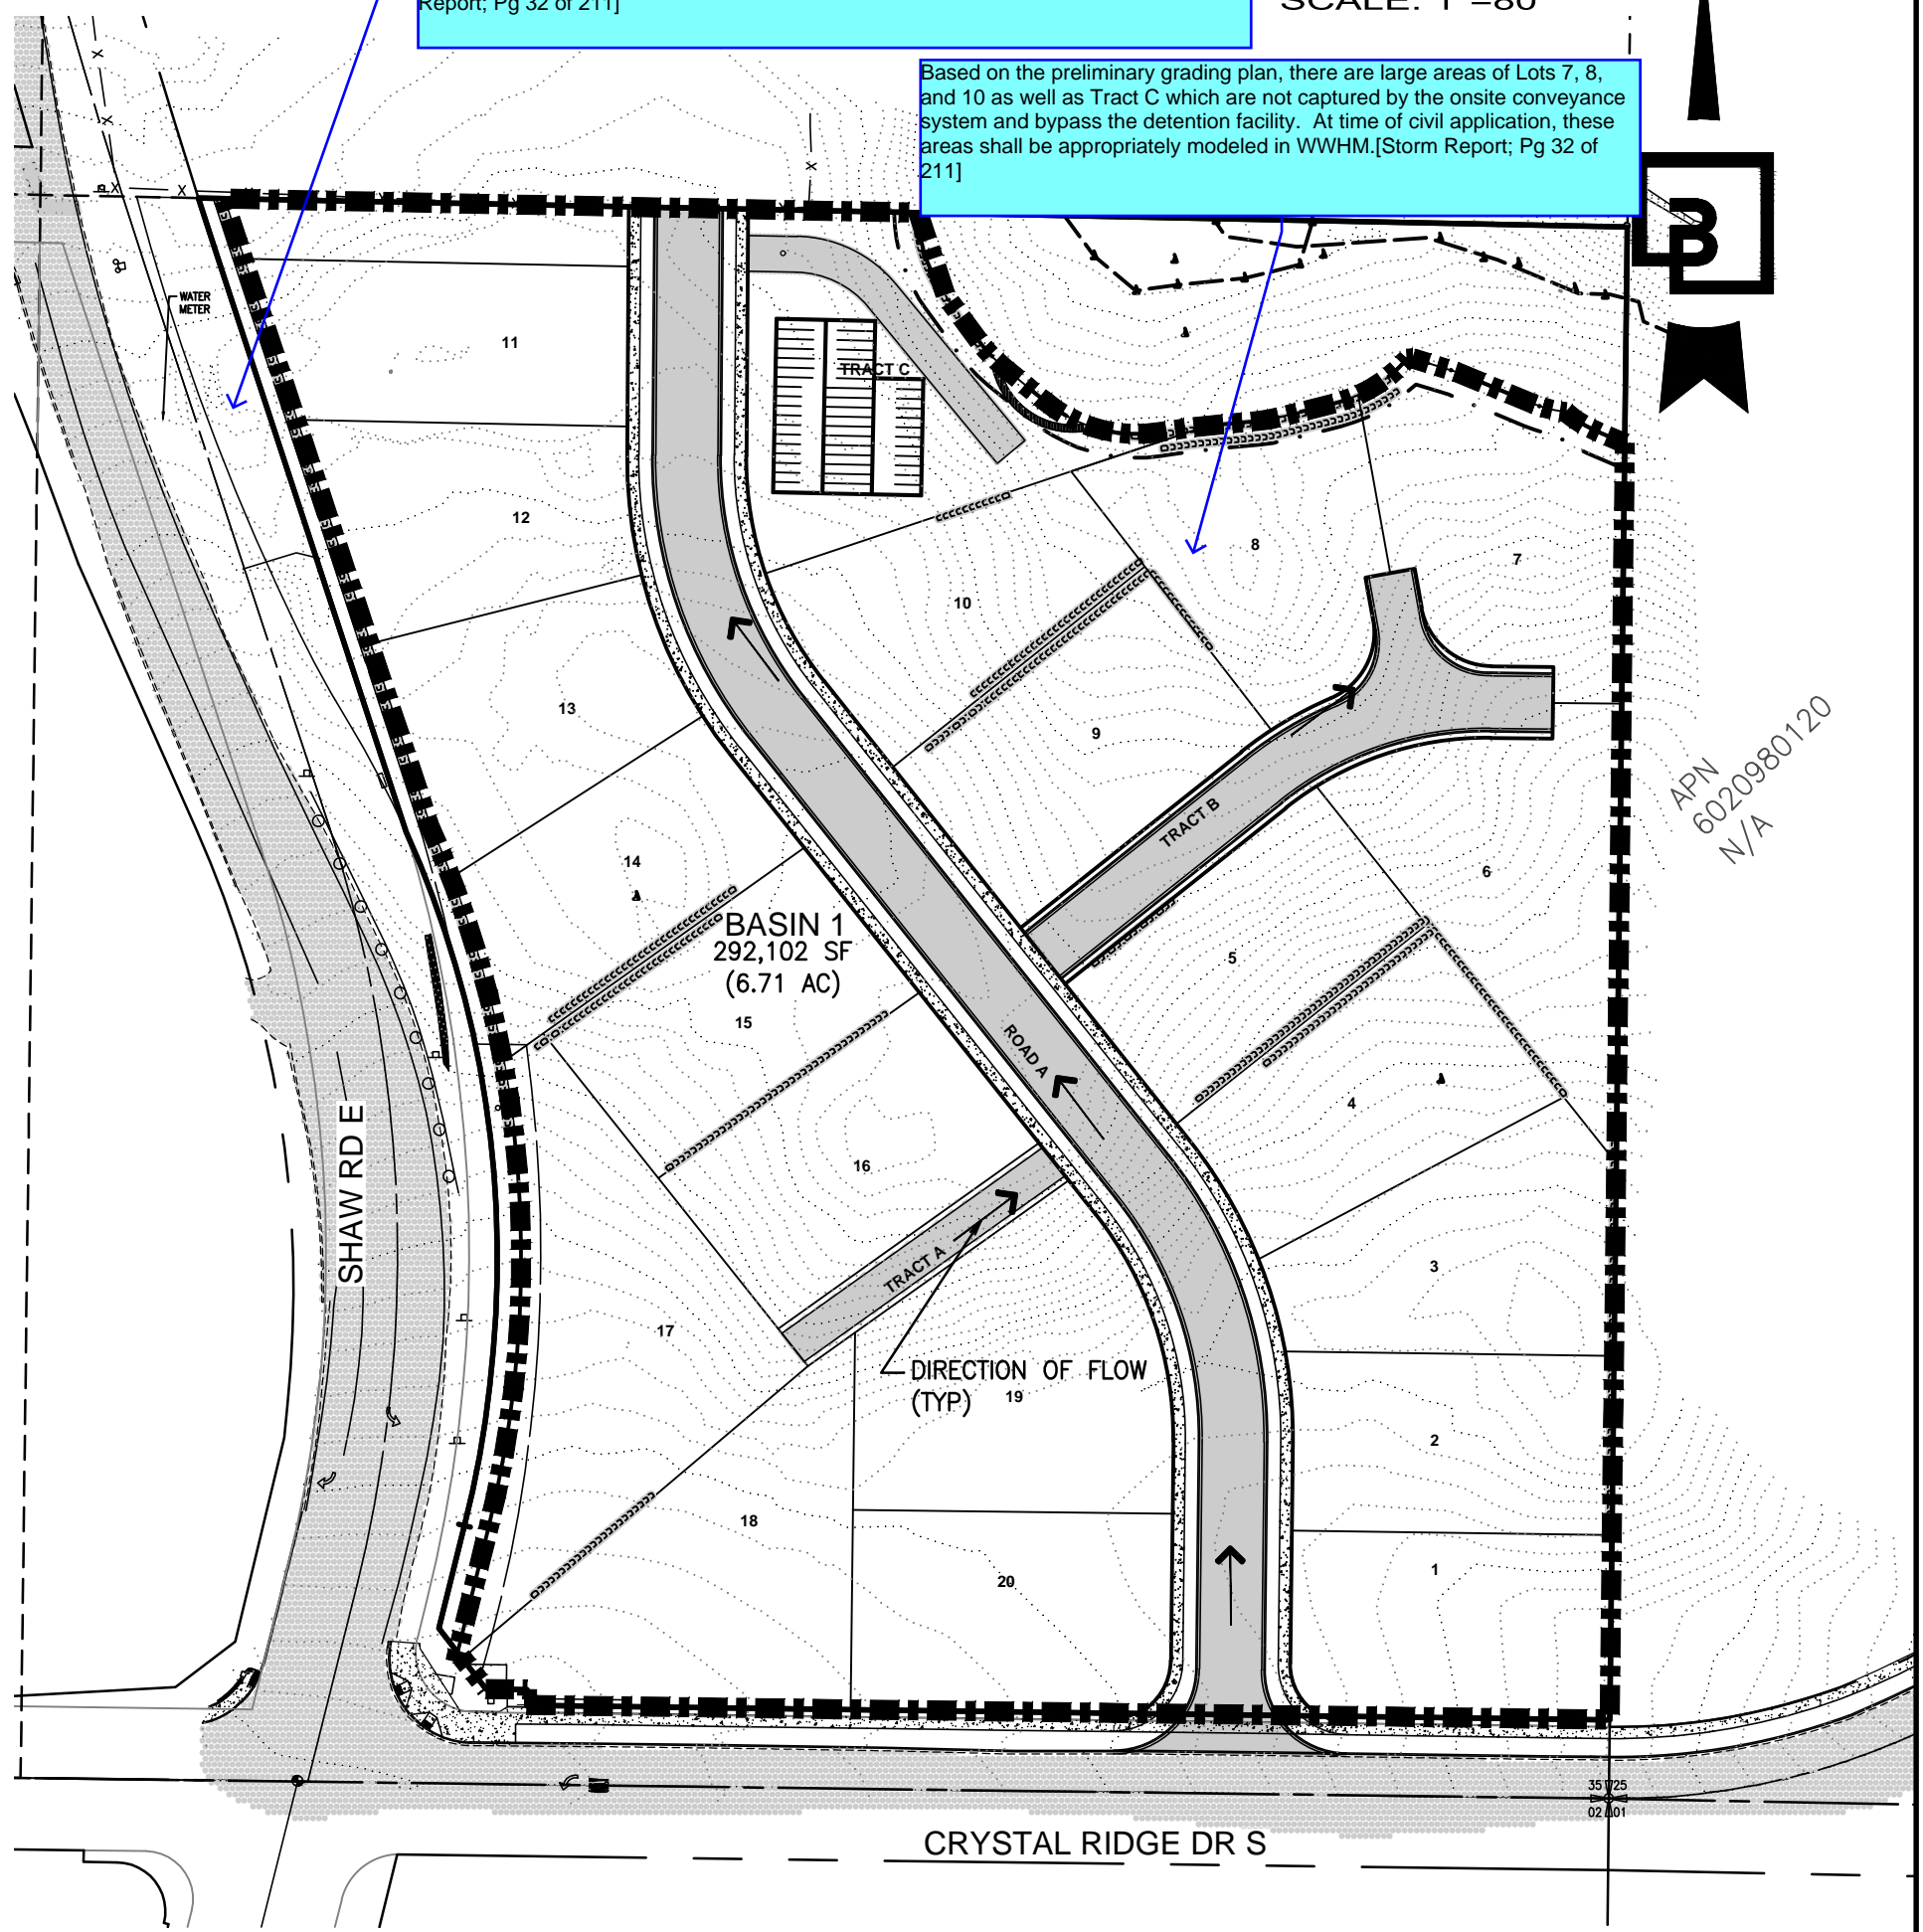 Report; Pg 32 of 211]
SCALE: 1"=80'
Based on the preliminary grading plan, there are large areas of Lots 7, 8,
and 10 as well as Tract C which are not captured by the onsite conveyance
system and bypass the detention facility.  At time of civil application, these
areas shall be appropriately modeled in WWHM.[Storm Report; Pg 32 of
211]
WATER
METER
11
TRACT C
12
10
8
7
13
9
TRACT B
APN
6020980120
N/A
14
6
BASIN 1
292,102 SF
(6.71 AC)
15
5
ROAD A
4
16
SHAW RD E
TRACT A
3
17
DIRECTION OF FLOW
(TYP)
19
2
18
20
1
35
25
02
01
CRYSTAL RIDGE DR S